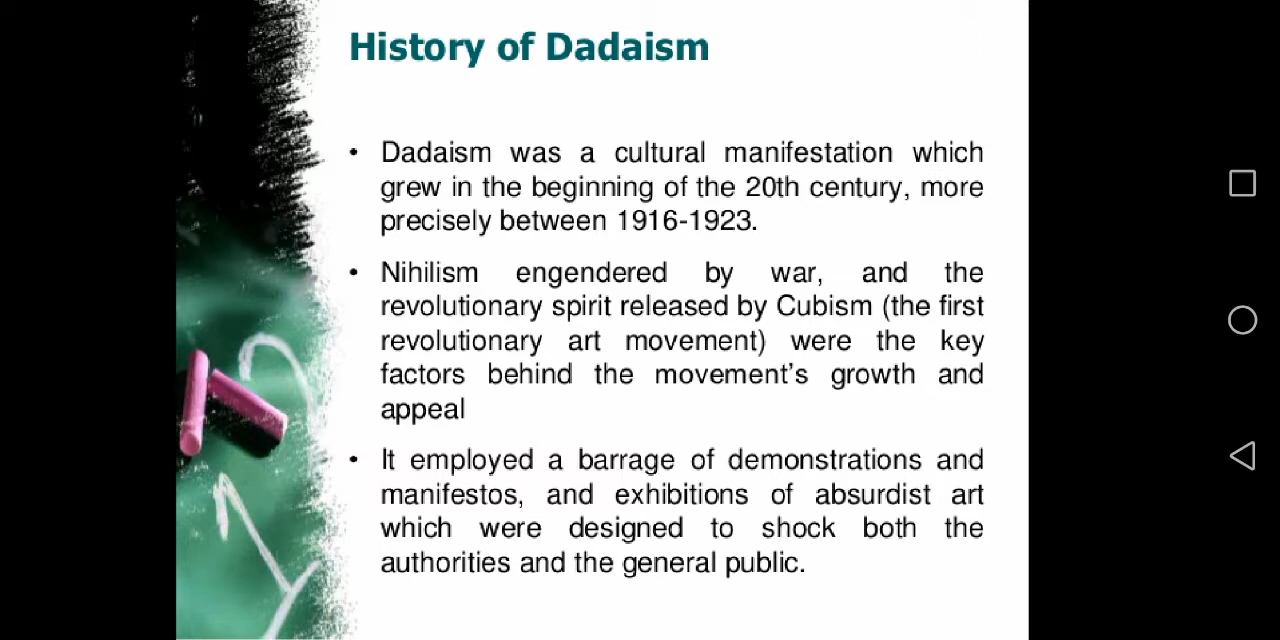 History of Dadaism
• Dadaism was a cultural manifestation which
grew in the beginning of the 20th century, more
precisely between 1916-1923.
• Nihilism engendered by war, and the
revolutionary spirit released by Cubism (the first
revolutionary art movement) were the key
factors behind the movement's growth and
appeal
• It employed a barrage of demonstrations and
manifestos, and exhibitions of absurdist art
which were designed to shock both the
authorities and the general public.